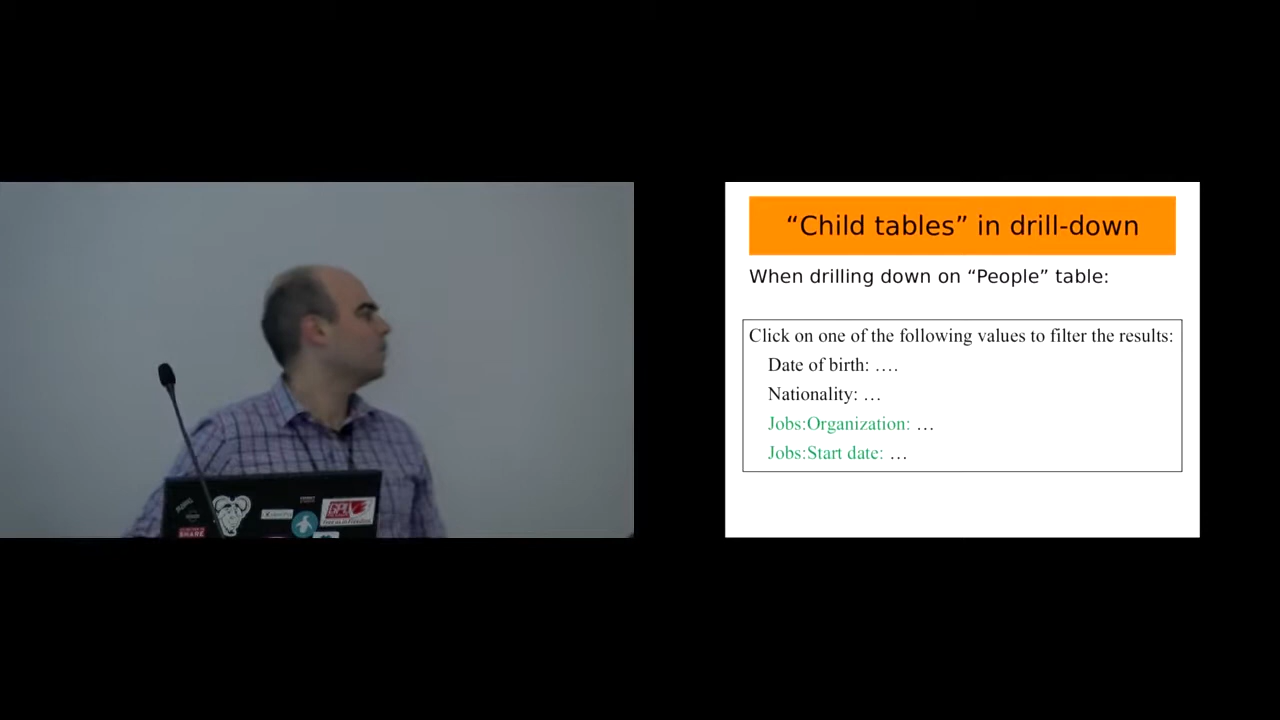 “Child tables” in drill-down
When drilling down on “People” table:
Click on one of the following values to filter the results:
Date of birth: ….
Nationality: …
Jobs:Organization: …
Jobs:Start date: …
SHARE